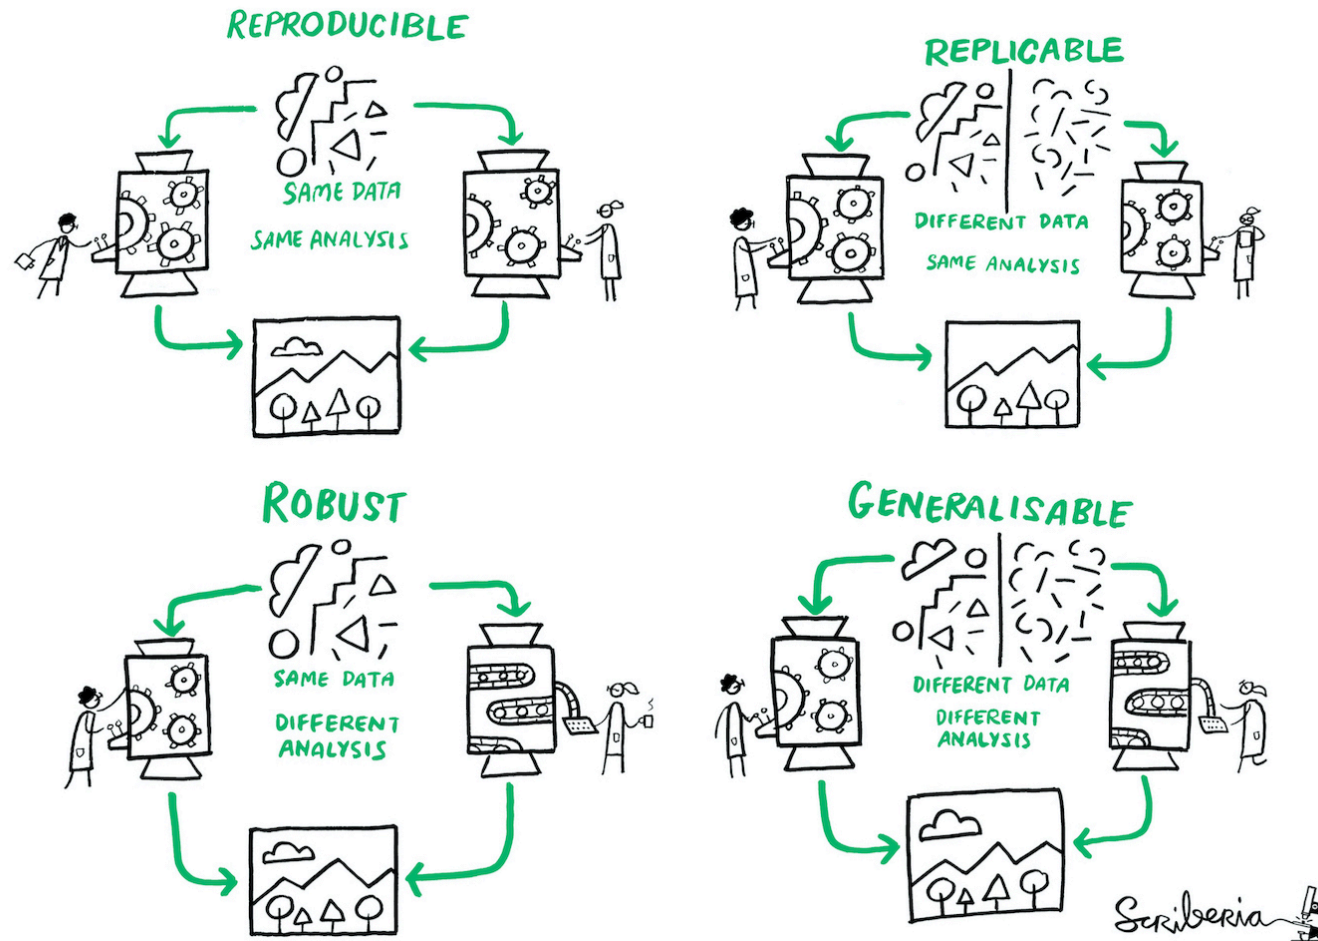 REPRODUCIBLE
SAME DATA
SAME ANALYSIS
REPLICABLE
DIFFERENT DATA
SAME ANALYSIS
ROBUST
SAME DATA
DIFFERENT
ANALYSIS
GENERALISABLE
DIFFERENT DATA
DIFFERENT
ANALYSIS
Scriberia